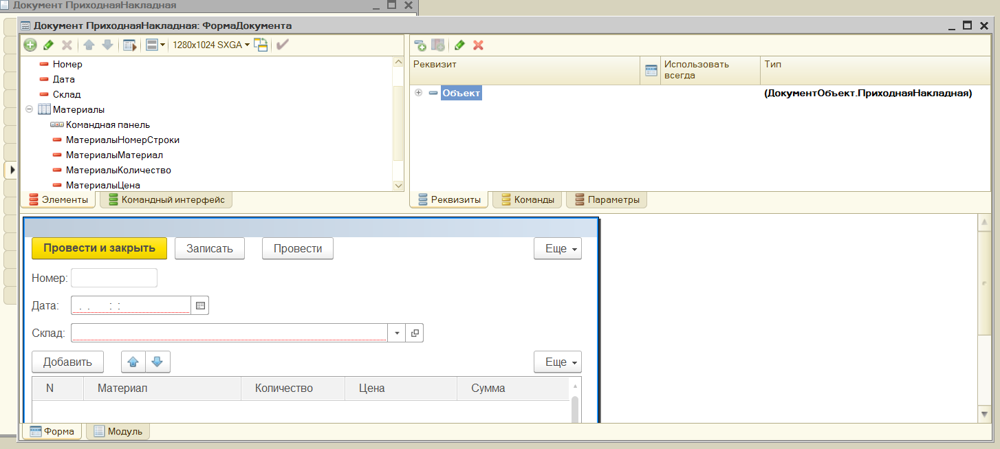 Документ ПриходнаяНакладная
Документ ПриходнаяНакладная: ФормаДокумента
1280x1024 SXGA
Номер
Дата
Склад
Материалы
Командная панель
МатериалыНомерСтроки
МатериалыМатериал
МатериалыКоличество
МатериалыЦена
Элементы Командный интерфейс
Реквизит Использовать всегда Тип
Объект (ДокументОбъект.ПриходнаяНакладная)
Реквизиты Команды Параметры
Провести и закрыть Записать Провести Еще
Номер:
Дата: . . : :
Склад:
Добавить Еще
N Материал Количество Цена Сумма
Форма Модуль